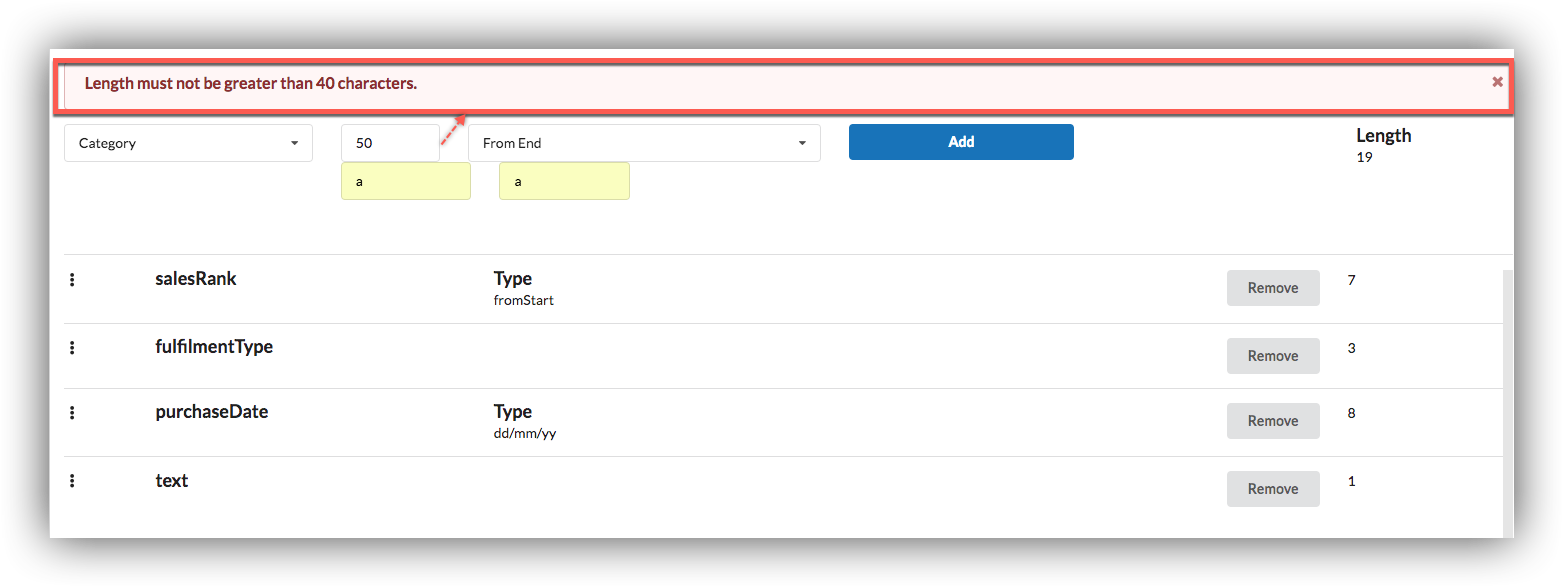 Length must not be greater than 40 characters.
Category
50
From End
Add
Length
19
a
a
salesRank
Type
fromStart
Remove
7
fulfilmentType
Remove
3
purchaseDate
Type
dd/mm/yy
Remove
8
text
Remove
1